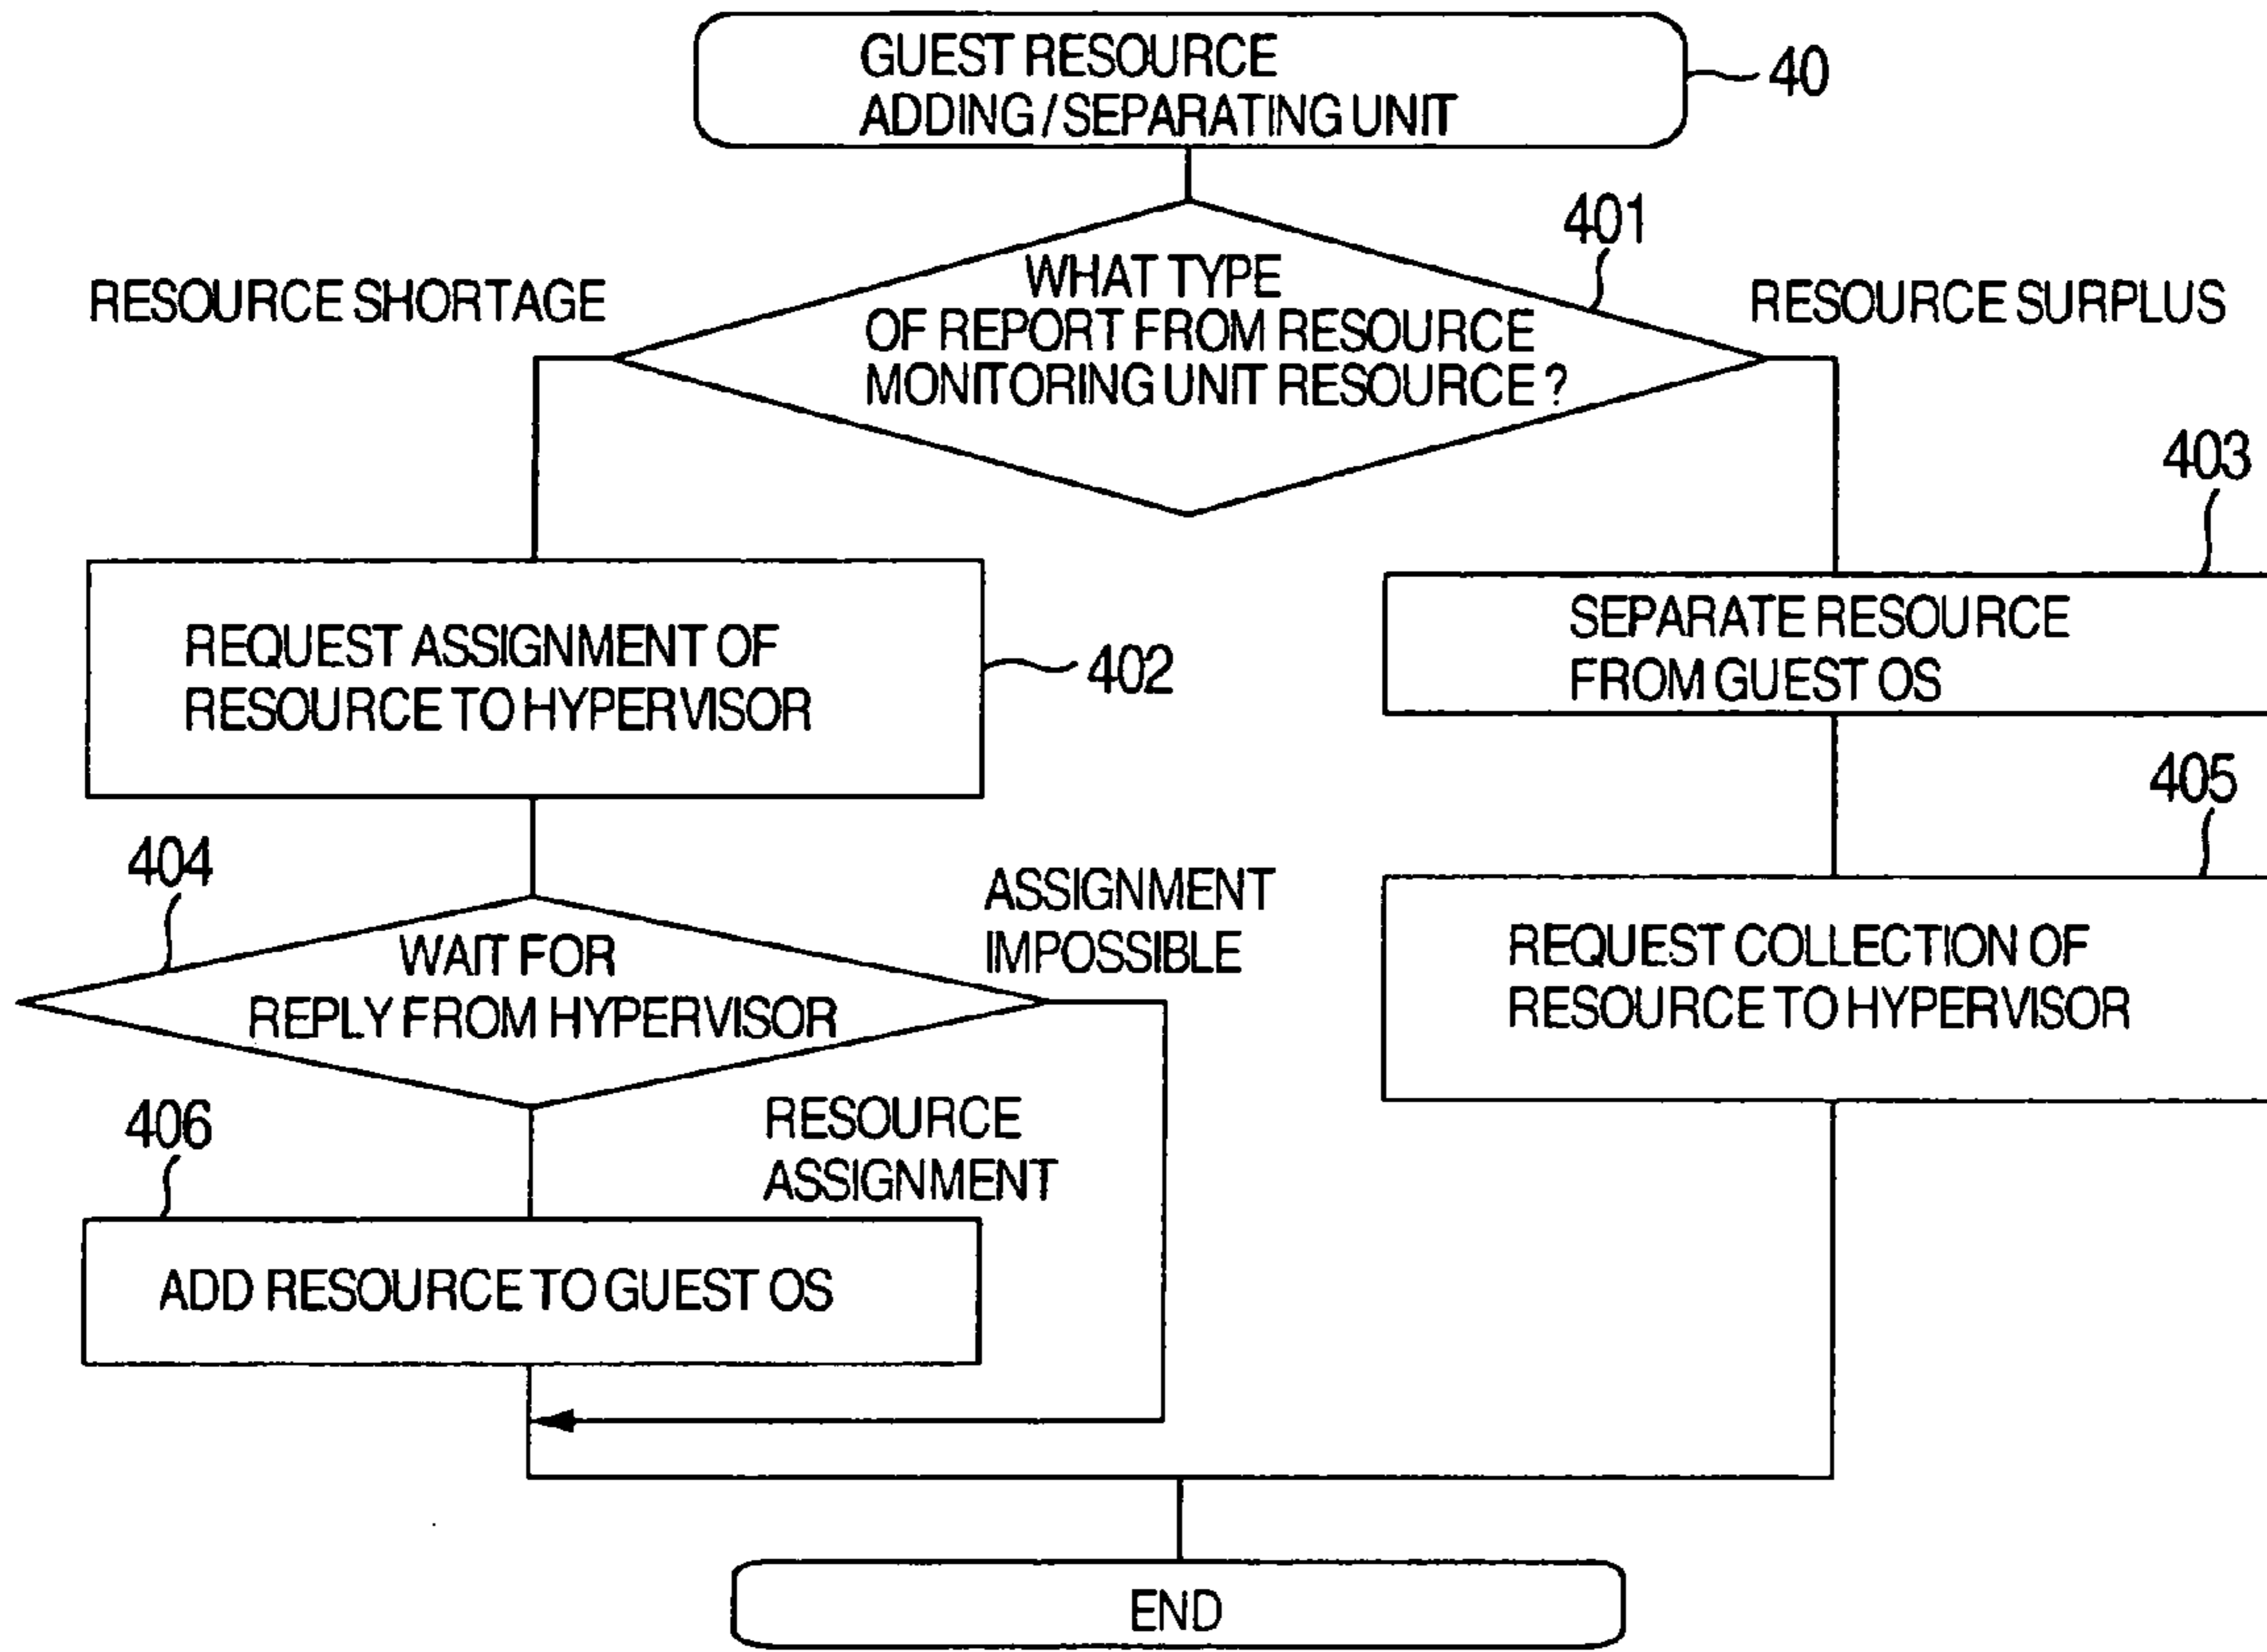 GUEST RESOURCE
ADDING / SEPARATING UNIT
40
401
RESOURCE SHORTAGE
WHAT TYPE
OF REPORT FROM RESOURCE
MONITORING UNIT RESOURCE ?
RESOURCE SURPLUS
403
REQUEST ASSIGNMENT OF
RESOURCE TO HYPERVISOR
402
SEPARATE RESOURCE
FROM GUEST OS
405
404
WAIT FOR
REPLY FROM HYPERVISOR
ASSIGNMENT
IMPOSSIBLE
REQUEST COLLECTION OF
RESOURCE TO HYPERVISOR
406
RESOURCE
ASSIGNMENT
ADD RESOURCE TO GUEST OS
END